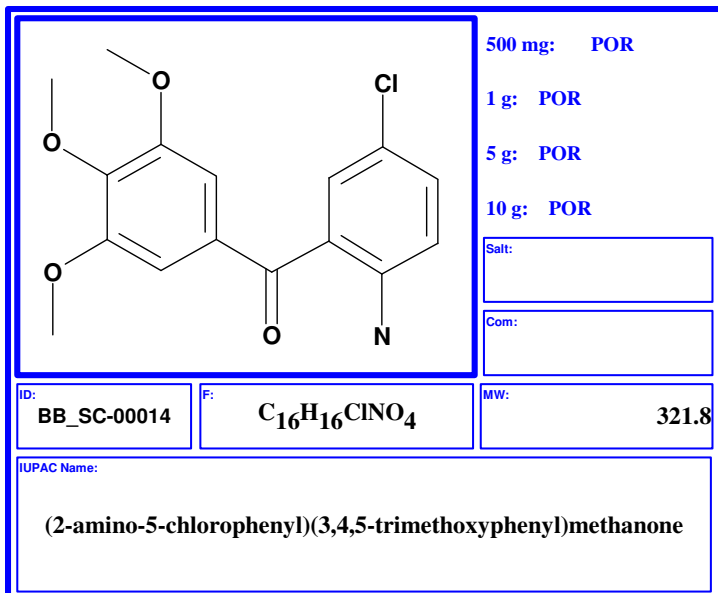 O
O
O
Cl
O
N
500 mg: POR
1 g: POR
5 g: POR
10 g: POR
Salt:
Com:
ID:
BB_SC-00014
F:
C16H16ClNO4
MW:
321.8
IUPAC Name:
(2-amino-5-chlorophenyl)(3,4,5-trimethoxyphenyl)methanone